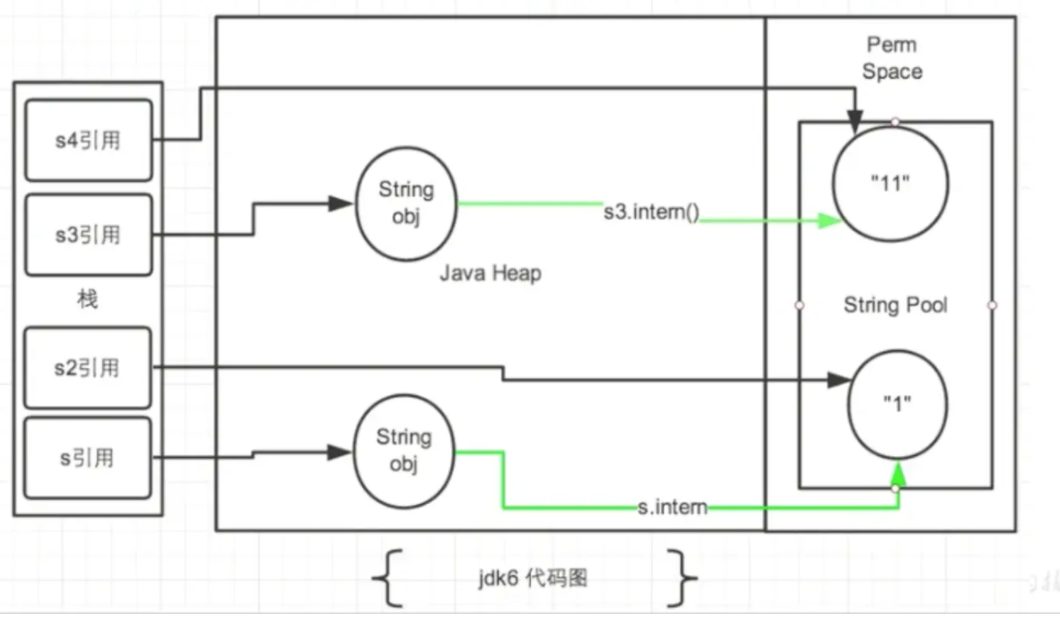 Perm
Space
s4引用
"11"
String
obj
s3.intern()
s3引用
Java Heap
栈
String Pool
s2引用
"1"
String
obj
s引用
s.intern
jdk6 代码图